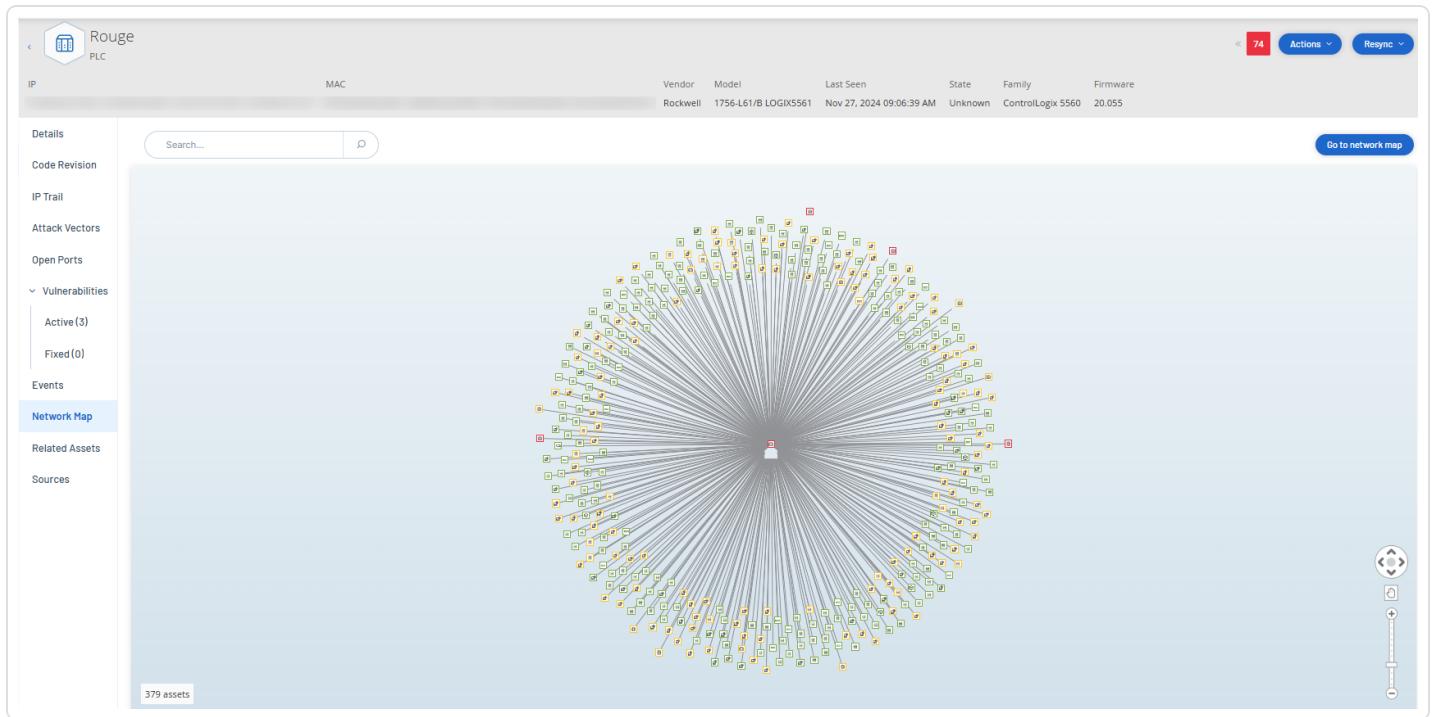 Rouge
PLC
74
Actions
Resync
IP MAC Vendor Model Last Seen State Family Firmware
Rockwell 1756-L61/B LOGIX5561 Nov 27, 2024 09:06:39 AM Unknown ControlLogix 5560 20.055
Details
Code Revision
IP Trail
Attack Vectors
Open Ports
Vulnerabilities
Active (3)
Fixed (0)
Events
Network Map
Related Assets
Sources
Search...
Go to network map
379 assets